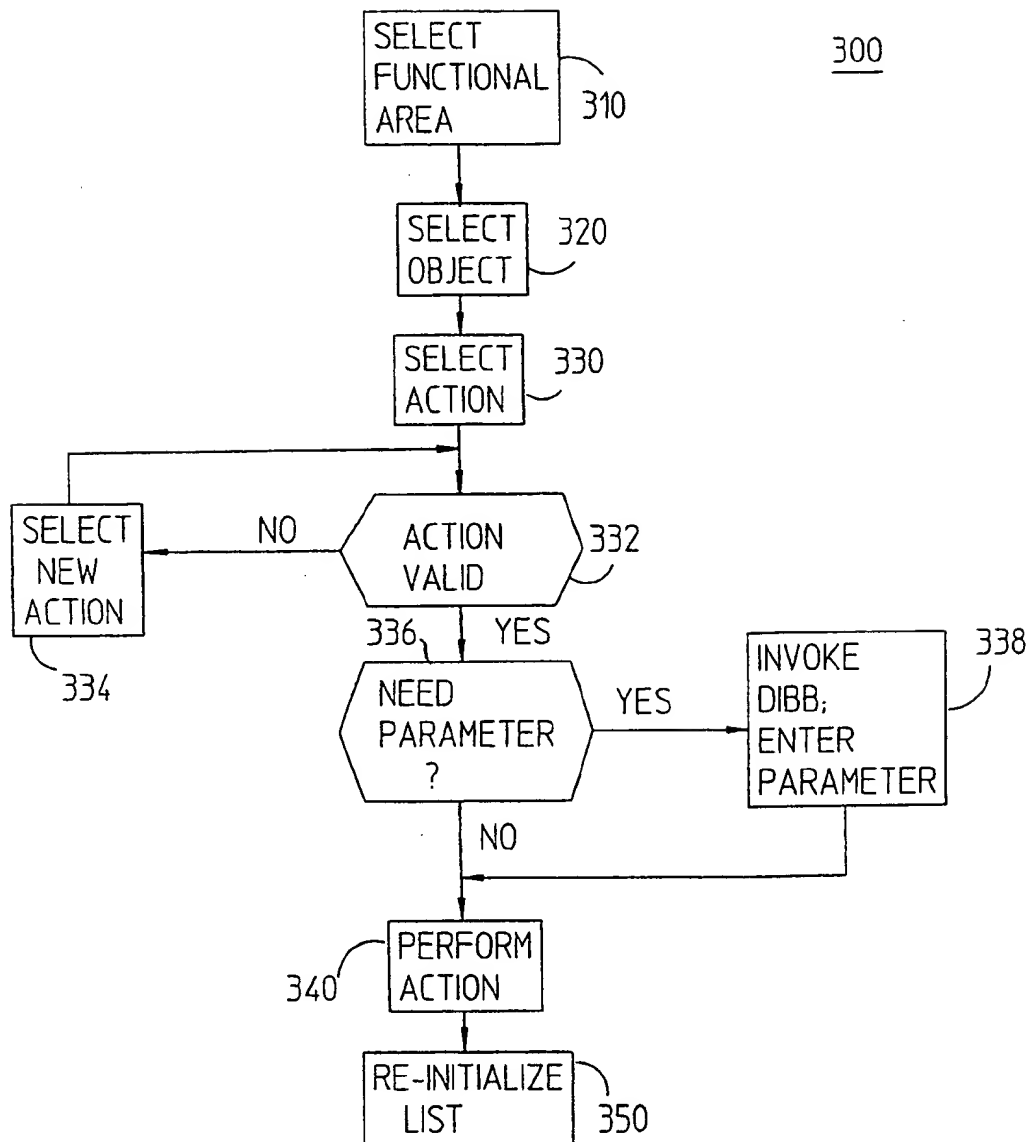 SELECT
FUNCTIONAL
AREA
310
300
SELECT
OBJECT
320
SELECT
ACTION
330
SELECT
NEW
ACTION
334
NO
ACTION
VALID
332
YES
336
NEED
PARAMETER
?
YES
INVOKE
DIBB;
ENTER
PARAMETER
338
NO
PERFORM
ACTION
340
RE-INITIALIZE
LIST
350